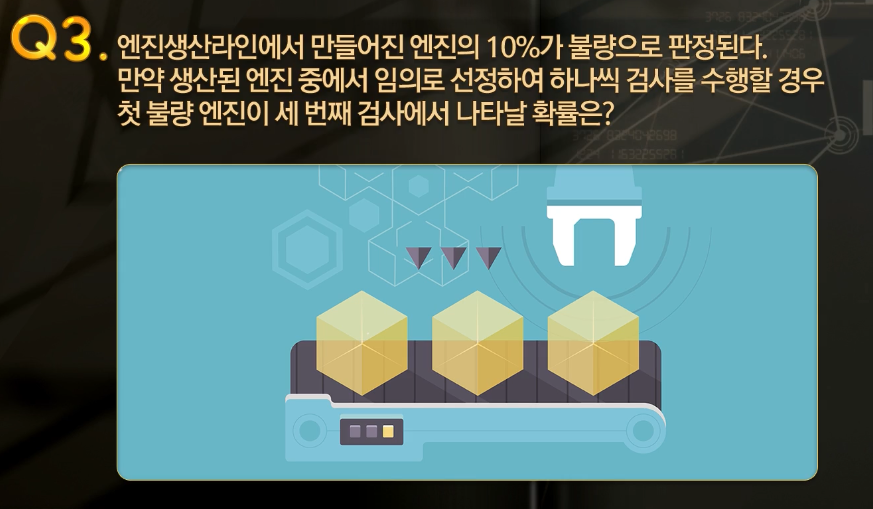 Q3. 엔진생산라인에서 만들어진 엔진의 10%가 불량으로 판정된다.
만약 생산된 엔진 중에서 임의로 선정하여 하나씩 검사를 수행할 경우
첫 불량 엔진이 세 번째 검사에서 나타날 확률은?